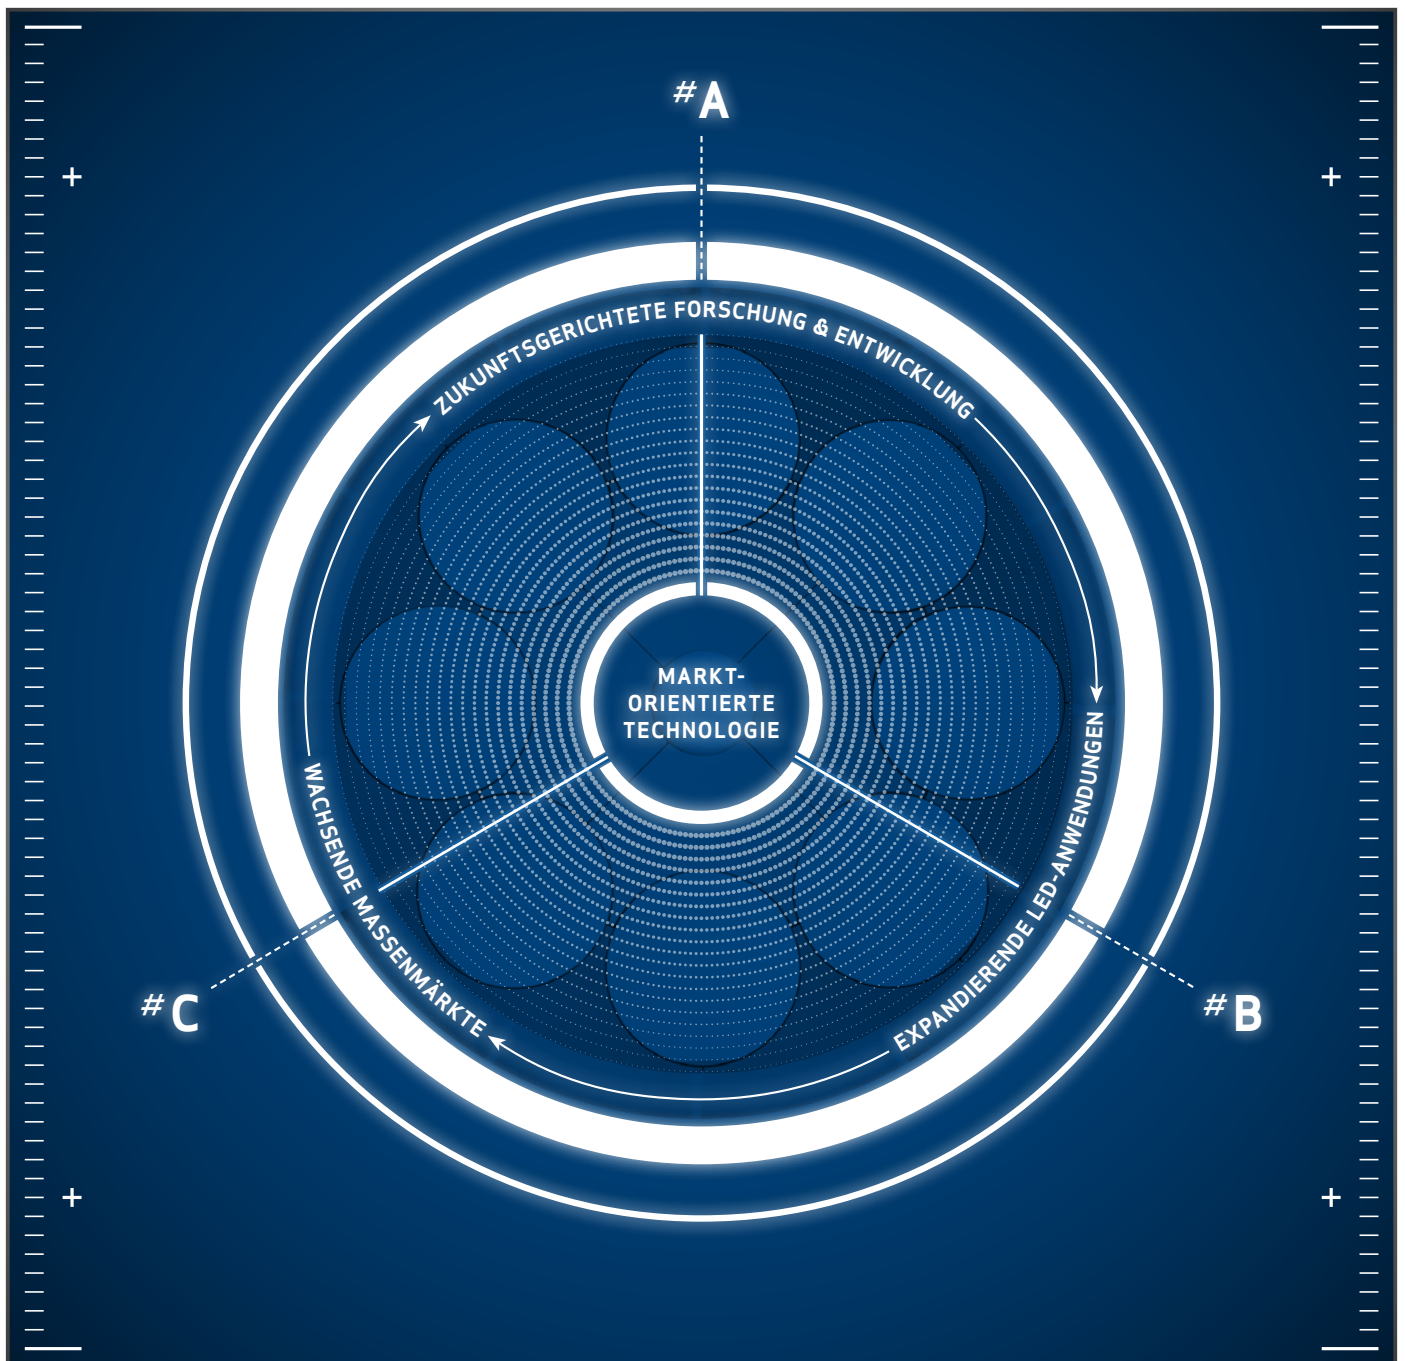 #A
ZUKUNFTSGERICHTETE FORSCHUNG & ENTWICKLUNG
MARKT-
ORIENTIERTE
TECHNOLOGIE
EXPANDIERENDE LED-ANWENDUNGEN
WACHSENDE MASSENMÄRKTE
#C
#B